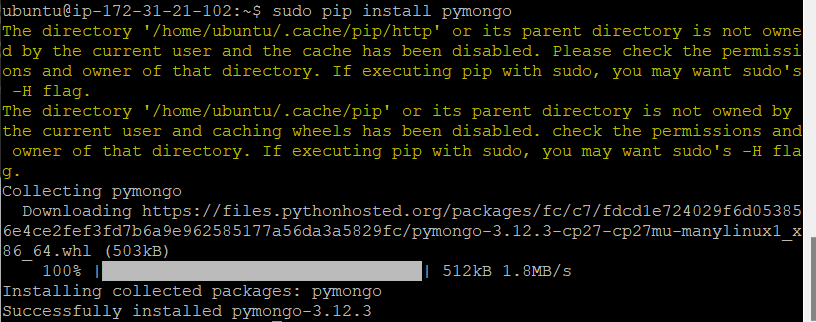 ubuntu@ip-172-31-21-102:~$ sudo pip install pymongo
The directory '/home/ubuntu/.cache/pip/http' or its parent directory is not owne
d by the current user and the cache has been disabled. Please check the permissi
ons and owner of that directory. If executing pip with sudo, you may want sudo's
 -H flag.
The directory '/home/ubuntu/.cache/pip' or its parent directory is not owned by
the current user and caching wheels has been disabled. check the permissions and
 owner of that directory. If executing pip with sudo, you may want sudo's -H fla
g.
Collecting pymongo
  Downloading https://files.pythonhosted.org/packages/fc/c7/fdcd1e724029f6d05385
6e4ce2fef3fd7b6a9e962585177a56da3a5829fc/pymongo-3.12.3-cp27-cp27mu-manylinux1_x
86_64.whl (503kB)
    100% |████████████████████████████████| 512kB 1.8MB/s
Installing collected packages: pymongo
Successfully installed pymongo-3.12.3